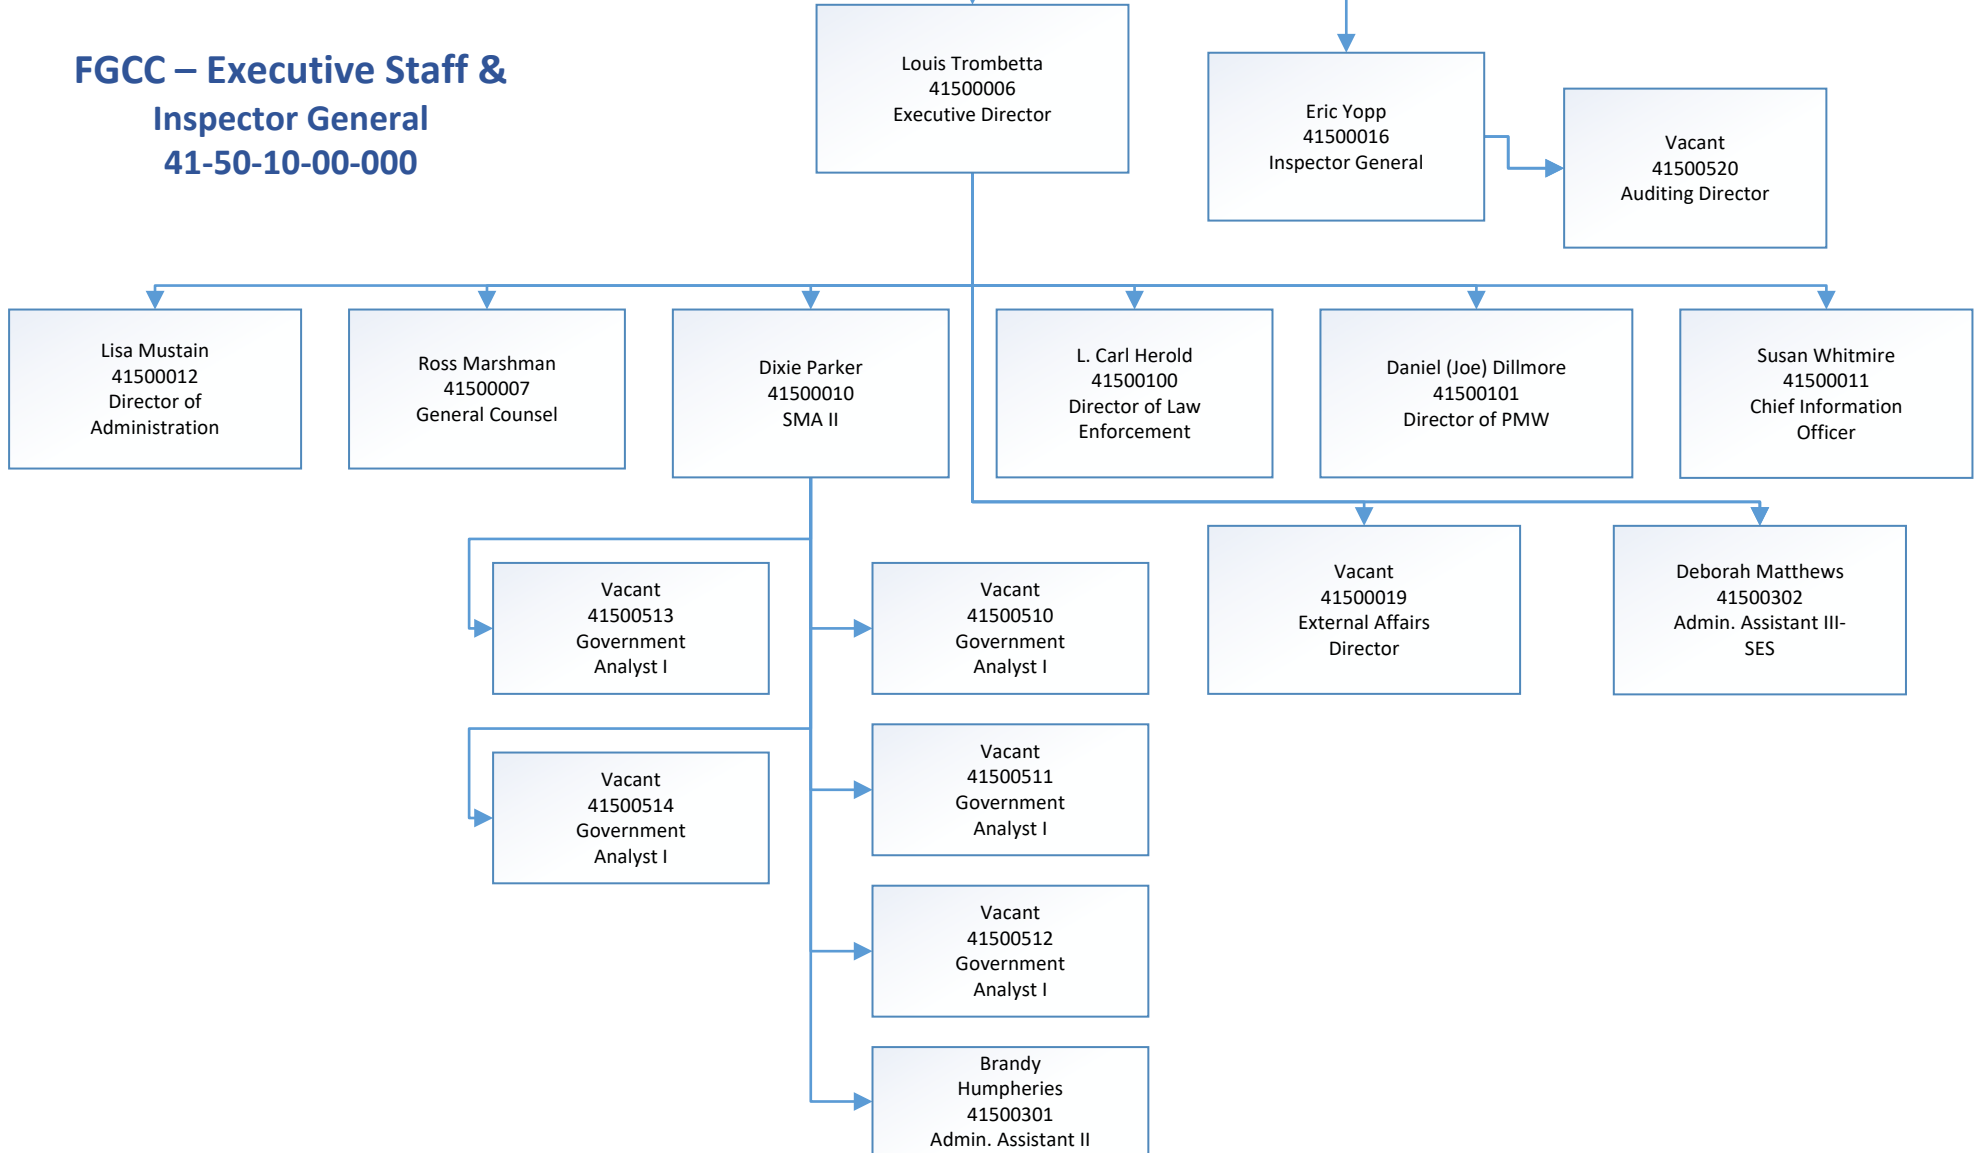 FGCC – Executive Staff &
Inspector General
41-50-10-00-000
Louis Trombetta
41500006
Executive Director
Eric Yopp
41500016
Inspector General
Vacant
41500520
Auditing Director
Lisa Mustain
41500012
Director of
Administration
Ross Marshman
41500007
General Counsel
Dixie Parker
41500010
SMA II
L. Carl Herold
41500100
Director of Law
Enforcement
Daniel (Joe) Dillmore
41500101
Director of PMW
Susan Whitmire
41500011
Chief Information
Officer
Vacant
41500513
Government
Analyst I
Vacant
41500510
Government
Analyst I
Vacant
41500019
External Affairs
Director
Deborah Matthews
41500302
Admin. Assistant III-
SES
Vacant
41500514
Government
Analyst I
Vacant
41500511
Government
Analyst I
Vacant
41500512
Government
Analyst I
Brandy
Humpheries
41500301
Admin. Assistant II